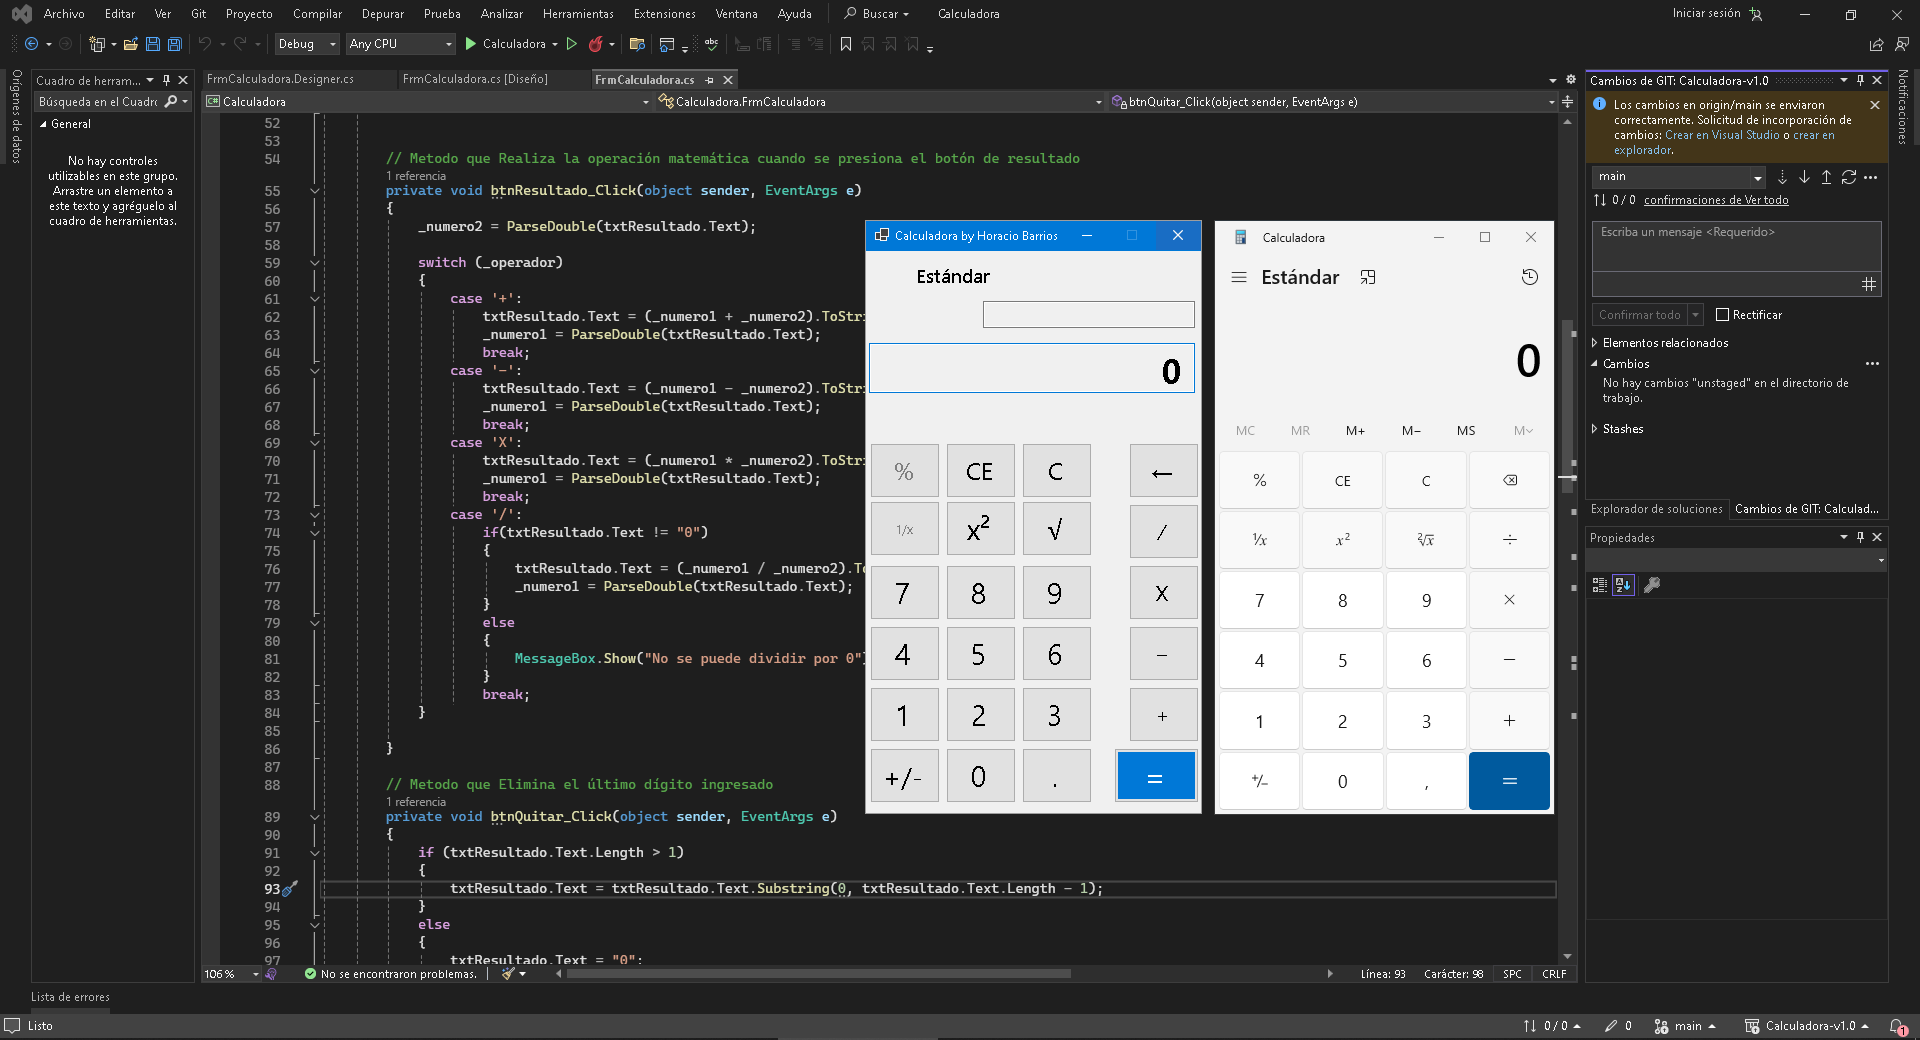 Archivo Editar Ver Git Proyecto Compilar Depurar Prueba Analizar Herramientas Extensiones Ventana Ayuda Buscar Calculadora Iniciar sesión
Debug Any CPU Calculadora
Orígenes de datos
Cuadro de herram...
Búsqueda en el Cuadro
General
No hay controles
utilizables en este grupo.
Arrastre un elemento a
este texto y agréguelo al
cuadro de herramientas.
FrmCalculadora.Designer.cs FrmCalculadora.cs [Diseño] FrmCalculadora.cs
Calculadora Calculadora.FrmCalculadora btnQuitar_Click(object sender, EventArgs e)
52
53
54 // Metodo que Realiza la operación matemática cuando se presiona el botón de resultado
1 referencia
55 private void btnResultado_Click(object sender, EventArgs e)
56 {
57 _numero2 = ParseDouble(txtResultado.Text);
58
59 switch (_operador)
60 {
61 case '+':
62 txtResultado.Text = (_numero1 + _numero2).ToStri
63 _numero1 = ParseDouble(txtResultado.Text);
64 break;
65 case '-':
66 txtResultado.Text = (_numero1 - _numero2).ToStri
67 _numero1 = ParseDouble(txtResultado.Text);
68 break;
69 case 'X':
70 txtResultado.Text = (_numero1 * _numero2).ToStri
71 _numero1 = ParseDouble(txtResultado.Text);
72 break;
73 case '/':
74 if(txtResultado.Text != "0")
75 {
76 txtResultado.Text = (_numero1 / _numero2).To
77 _numero1 = ParseDouble(txtResultado.Text);
78 }
79 else
80 {
81 MessageBox.Show("No se puede dividir por 0"
82 }
83 break;
84 }
85
86 }
87
88 // Metodo que Elimina el último dígito ingresado
1 referencia
89 private void btnQuitar_Click(object sender, EventArgs e)
90 {
91 if (txtResultado.Text.Length > 1)
92 {
93 txtResultado.Text = txtResultado.Text.Substring(0, txtResultado.Text.Length - 1);
94 }
95 else
96 {
97 txtResultado.Text = "0";
106 % No se encontraron problemas. Línea: 93 Carácter: 98 SPC CRLF
Calculadora by Horacio Barrios
Estándar
0
% CE C ←
1/x x² √ /
7 8 9 X
4 5 6 -
1 2 3 +
+/- 0 . =
Calculadora
Estándar
0
MC MR M+ M− MS M˅
% CE C ⌫
¹/x x² ²√x ÷
7 8 9 ×
4 5 6 −
1 2 3 +
+/− 0 , =
Cambios de GIT: Calculadora-v1.0
Los cambios en origin/main se enviaron
correctamente. Solicitud de incorporación de
cambios: Crear en Visual Studio o crear en
explorador.
main
0 / 0 confirmaciones de Ver todo
Escriba un mensaje <Requerido>
Confirmar todo Rectificar
Elementos relacionados
Cambios
No hay cambios "unstaged" en el directorio de
trabajo.
Stashes
Explorador de soluciones Cambios de GIT: Calculad...
Propiedades
Notificaciones
Lista de errores
Listo 0 / 0 0 main Calculadora-v1.0 1